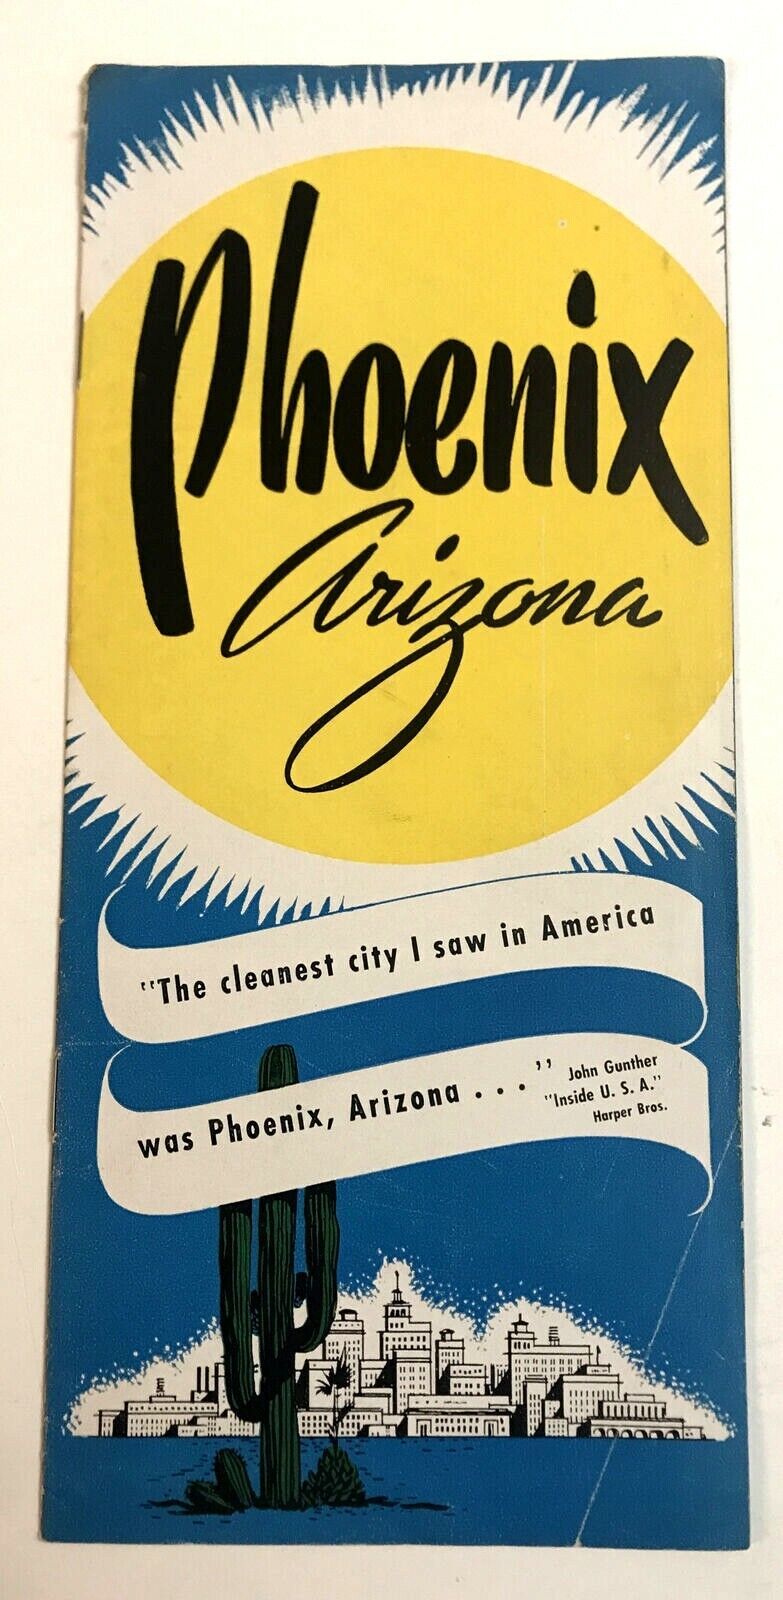 Phoenix
Arizona
"The cleanest city I saw in America
was Phoenix, Arizona . . . "
John Gunther
"Inside U. S. A."
Harper Bros.